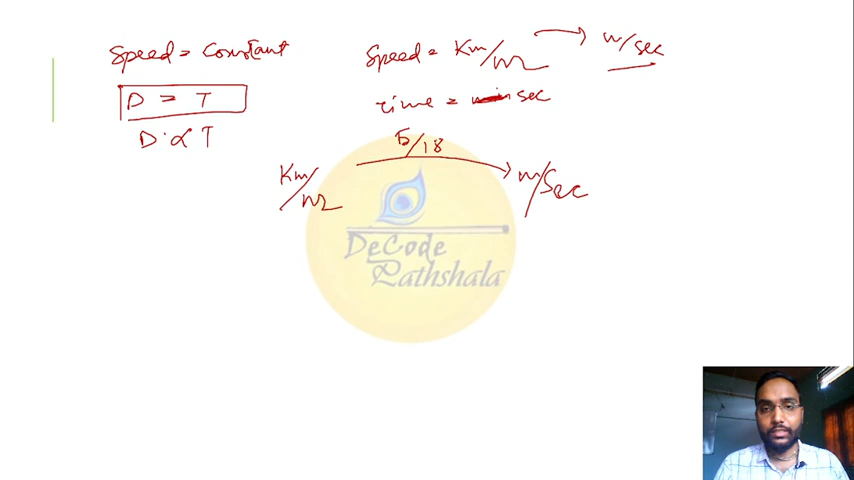 Speed = Constant
D = T
D ∝ T
Speed = Km/hr → m/sec
Time = sec
5/18
Km/hr → m/Sec
DeCode
Pathshala